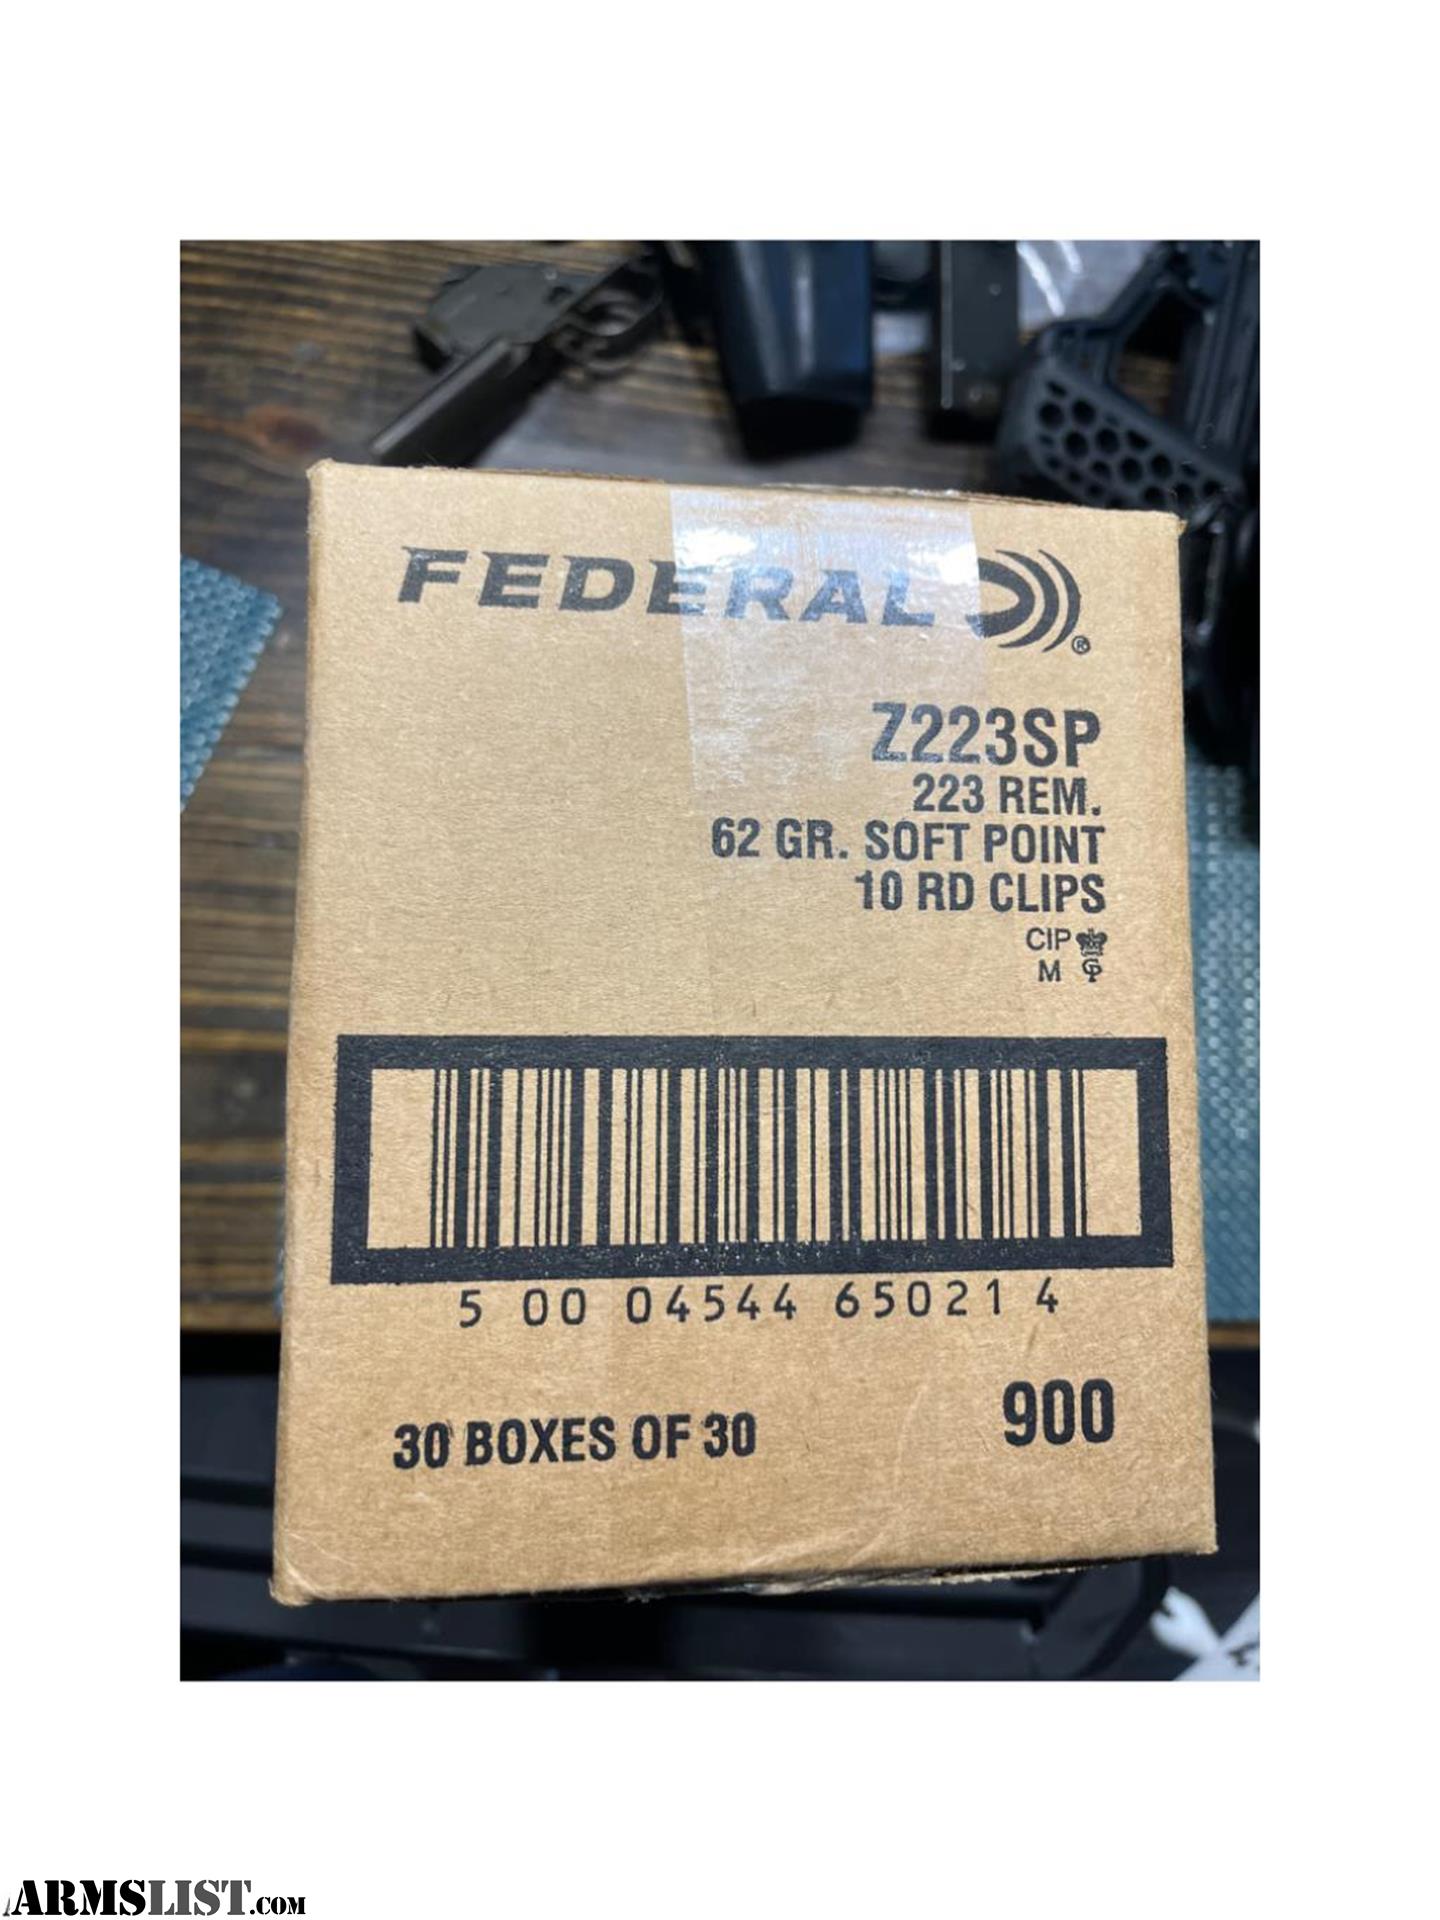 FEDERAL ®
Z223SP
223 REM.
62 GR. SOFT POINT
10 RD CLIPS
CIP
M GP
5 00 04544 65021 4
30 BOXES OF 30
900
ARMSLIST.COM